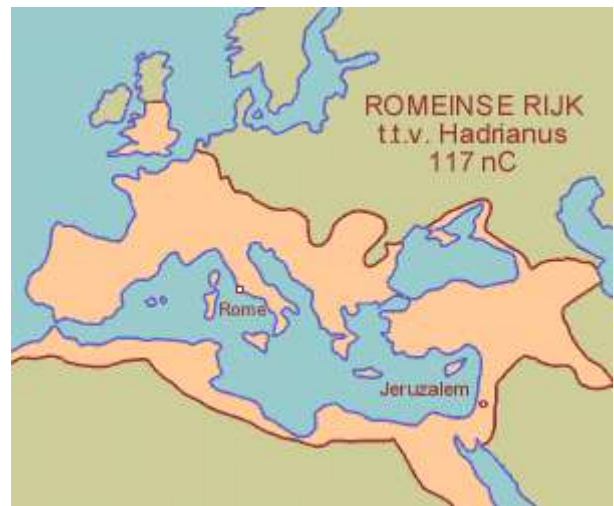 ROMEINSE RIJK
t.t.v. Hadrianus
117 nC
Rome
Jeruzalem